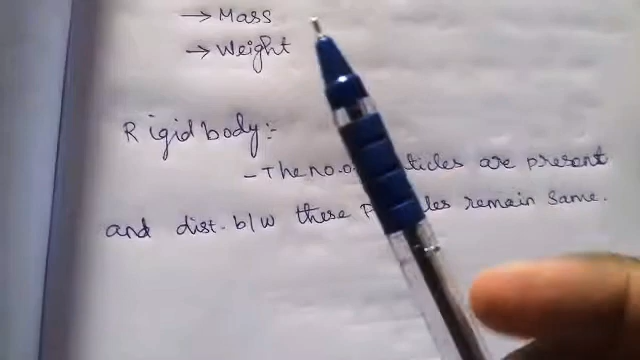 → Mass
→ Weight
Rigid body:-
- The no. are present
and dist. b/w these remain same.